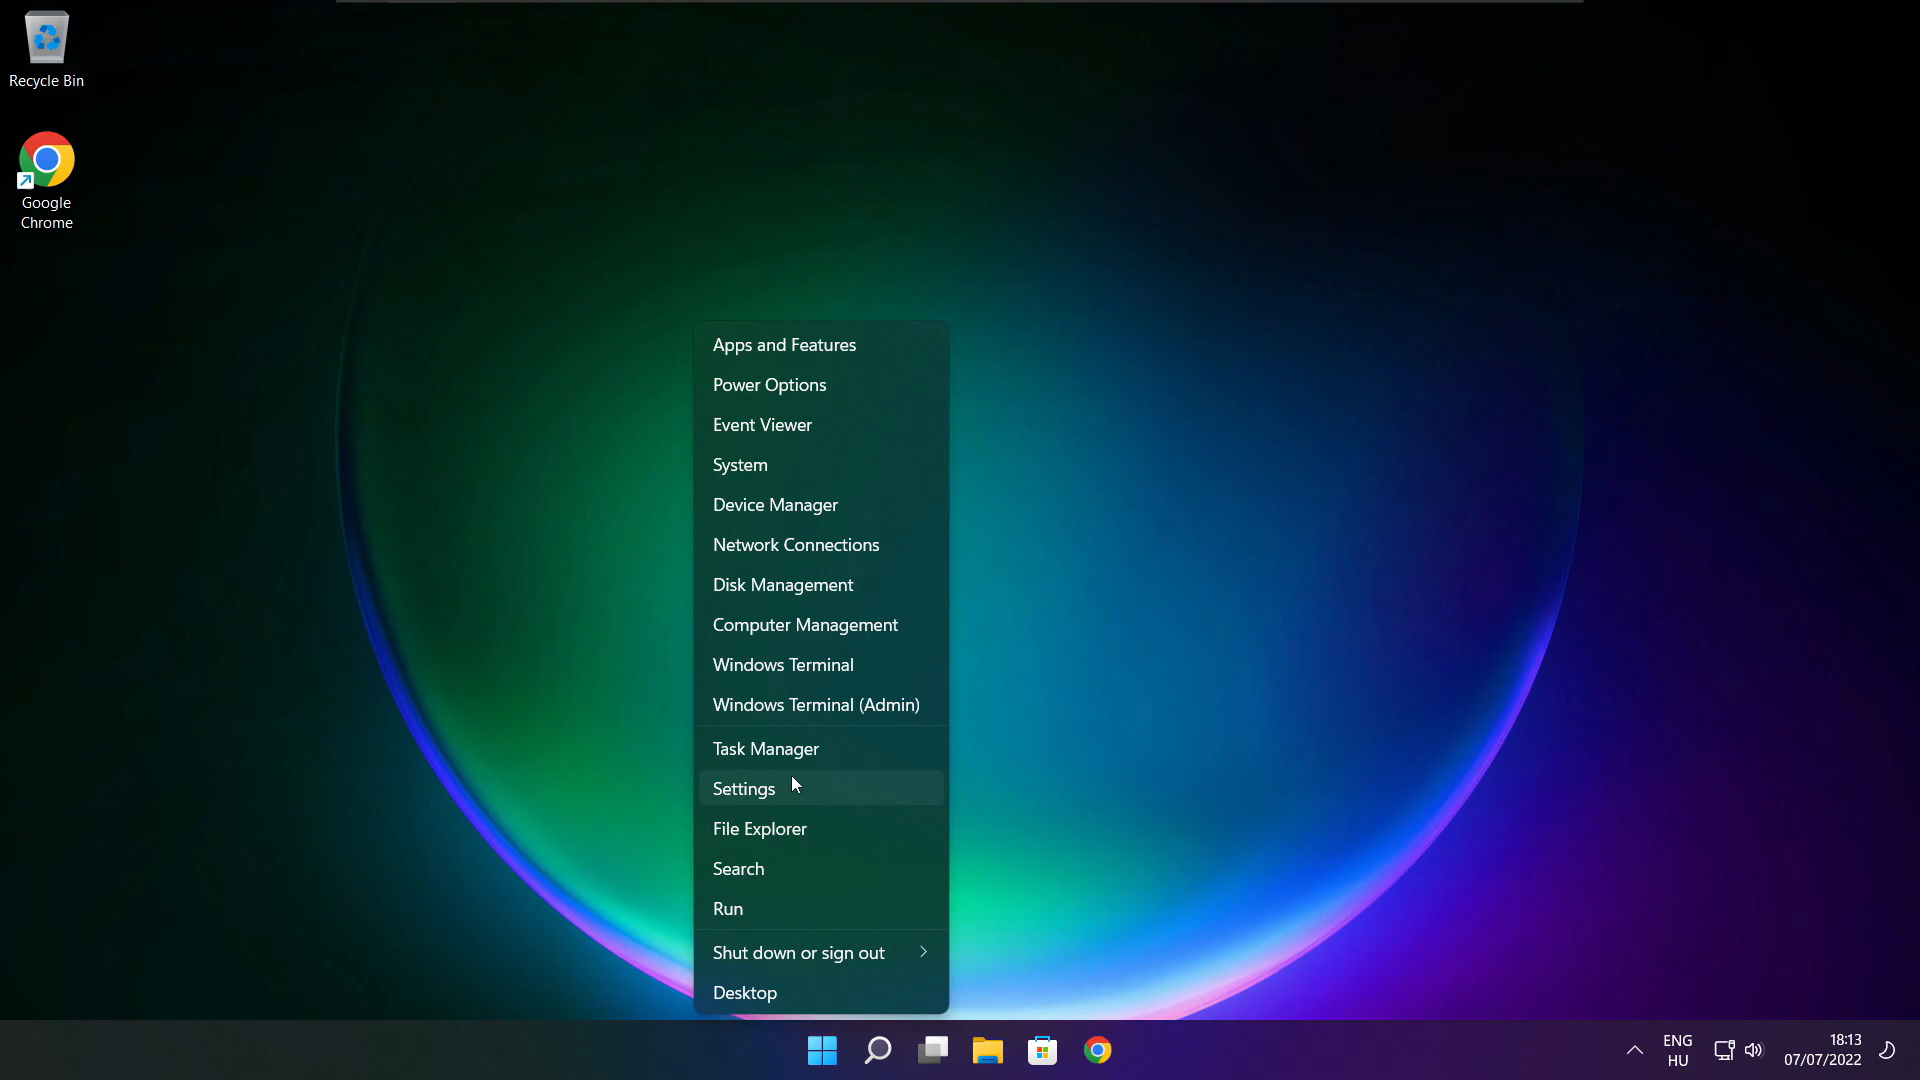 Recycle Bin
Google
Chrome
Apps and Features
Power Options
Event Viewer
System
Device Manager
Network Connections
Disk Management
Computer Management
Windows Terminal
Windows Terminal (Admin)
Task Manager
Settings
File Explorer
Search
Run
Shut down or sign out
Desktop
ENG
HU
18:13
07/07/2022